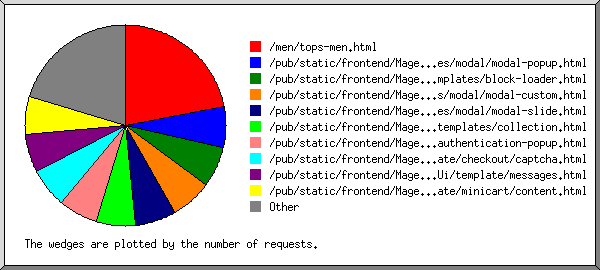 /men/tops-men.html
/pub/static/frontend/Mage...es/modal/modal-popup.html
/pub/static/frontend/Mage...mplates/block-loader.html
/pub/static/frontend/Mage...s/modal/modal-custom.html
/pub/static/frontend/Mage...es/modal/modal-slide.html
/pub/static/frontend/Mage...templates/collection.html
/pub/static/frontend/Mage...authentication-popup.html
/pub/static/frontend/Mage...ate/checkout/captcha.html
/pub/static/frontend/Mage...Ui/template/messages.html
/pub/static/frontend/Mage...ate/minicart/content.html
Other
The wedges are plotted by the number of requests.